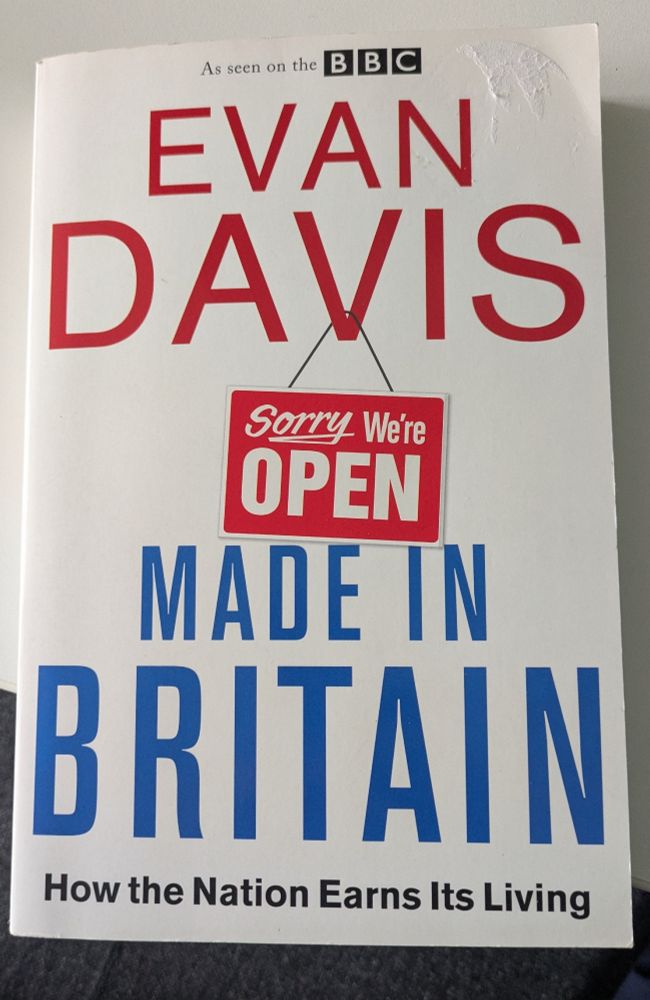 As seen on the BBC
EVAN
DAVIS
Sorry We're
OPEN
MADE IN
BRITAIN
How the Nation Earns Its Living